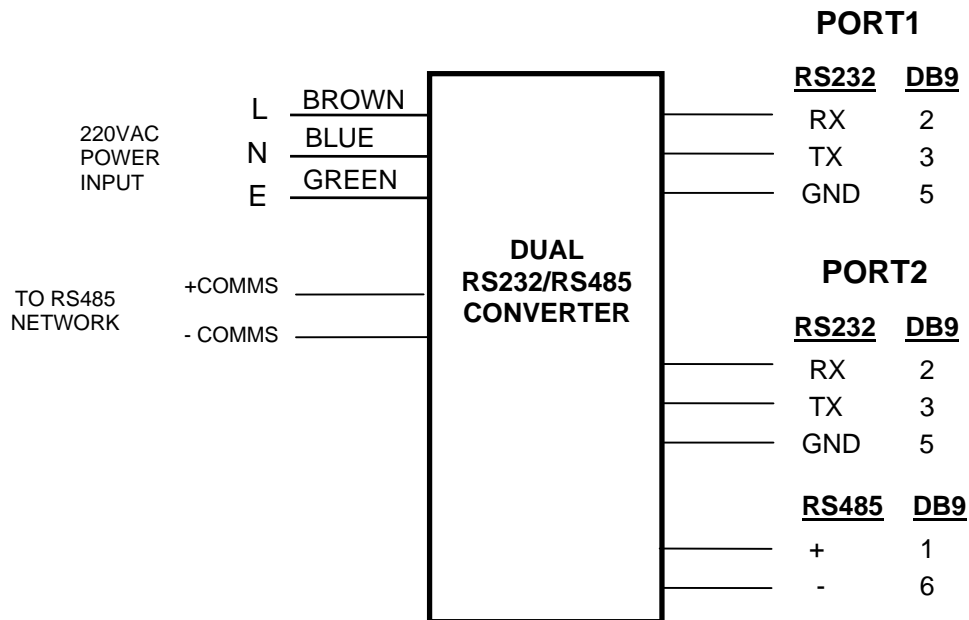 220VAC
POWER
INPUT
L BROWN
N BLUE
E GREEN
TO RS485
NETWORK
+COMMS
- COMMS
DUAL
RS232/RS485
CONVERTER
PORT1
RS232 DB9
RX 2
TX 3
GND 5
PORT2
RS232 DB9
RX 2
TX 3
GND 5
RS485 DB9
+ 1
- 6